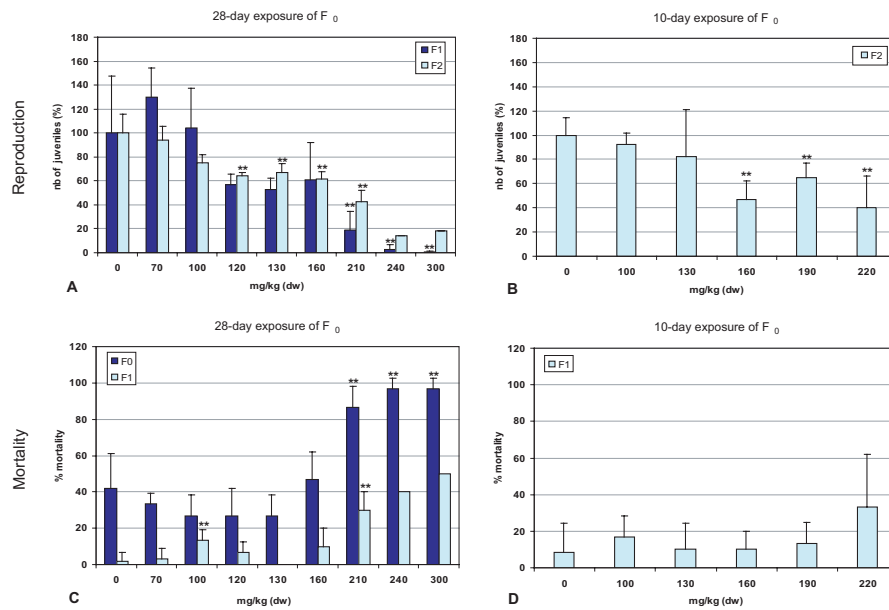 28-day exposure of F 0
Reproduction
nb of juveniles (%)
180
160
140
120
100
80
60
40
20
0
F1
F2
** ** ** ** ** ** **
0 70 100 120 130 160 210 240 300
mg/kg (dw)
A
10-day exposure of F 0
nb of juveniles (%)
180
160
140
120
100
80
60
40
20
0
F2
** ** **
0 100 130 160 190 220
mg/kg (dw)
B
28-day exposure of F 0
Mortality
% mortality
120
100
80
60
40
20
0
F0
F1
** ** ** ** **
0 70 100 120 130 160 210 240 300
mg/kg (dw)
C
10-day exposure of F 0
% mortality
120
100
80
60
40
20
0
F1
0 100 130 160 190 220
mg/kg (dw)
D